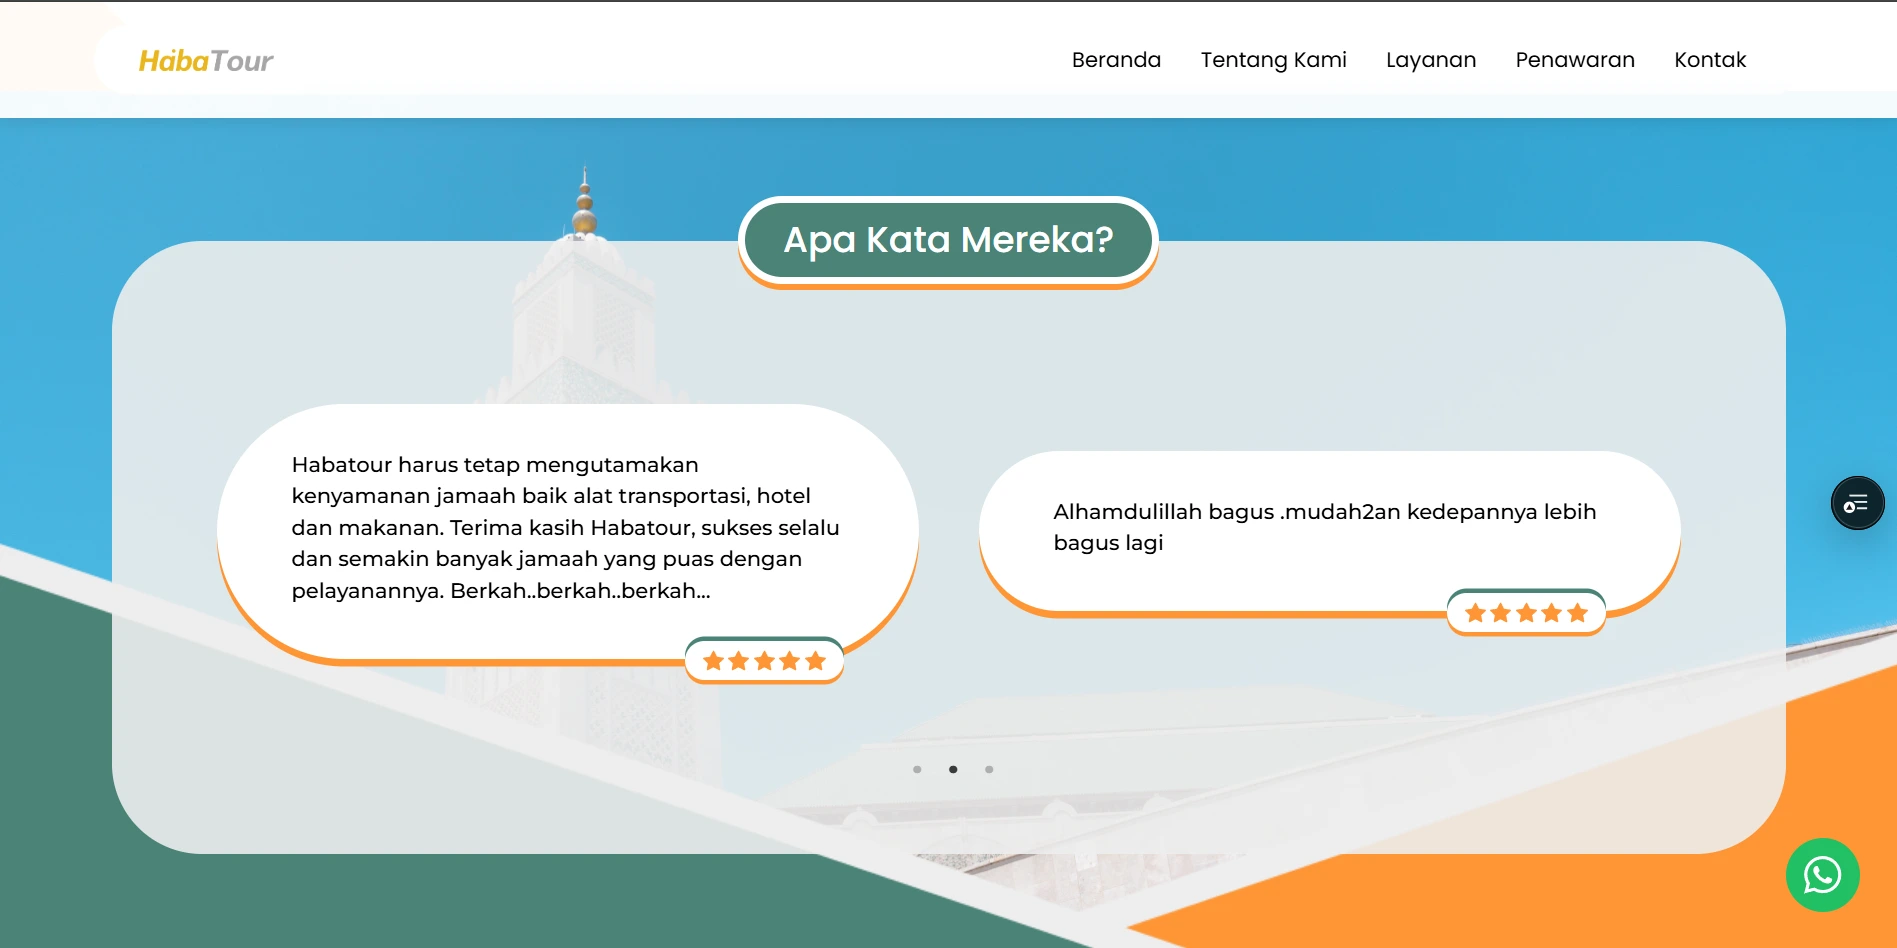 HabaTour
Beranda
Tentang Kami
Layanan
Penawaran
Kontak
Apa Kata Mereka?
Habatour harus tetap mengutamakan
kenyamanan jamaah baik alat transportasi, hotel
dan makanan. Terima kasih Habatour, sukses selalu
dan semakin banyak jamaah yang puas dengan
pelayanannya. Berkah..berkah..berkah...
Alhamdulillah bagus .mudah2an kedepannya lebih
bagus lagi